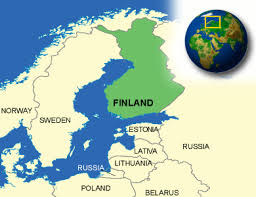 FINLAND
NORWAY
SWEDEN
ESTONIA
RUSSIA
LATVIA
LITHUANIA
RUSSIA
POLAND
BELARUS